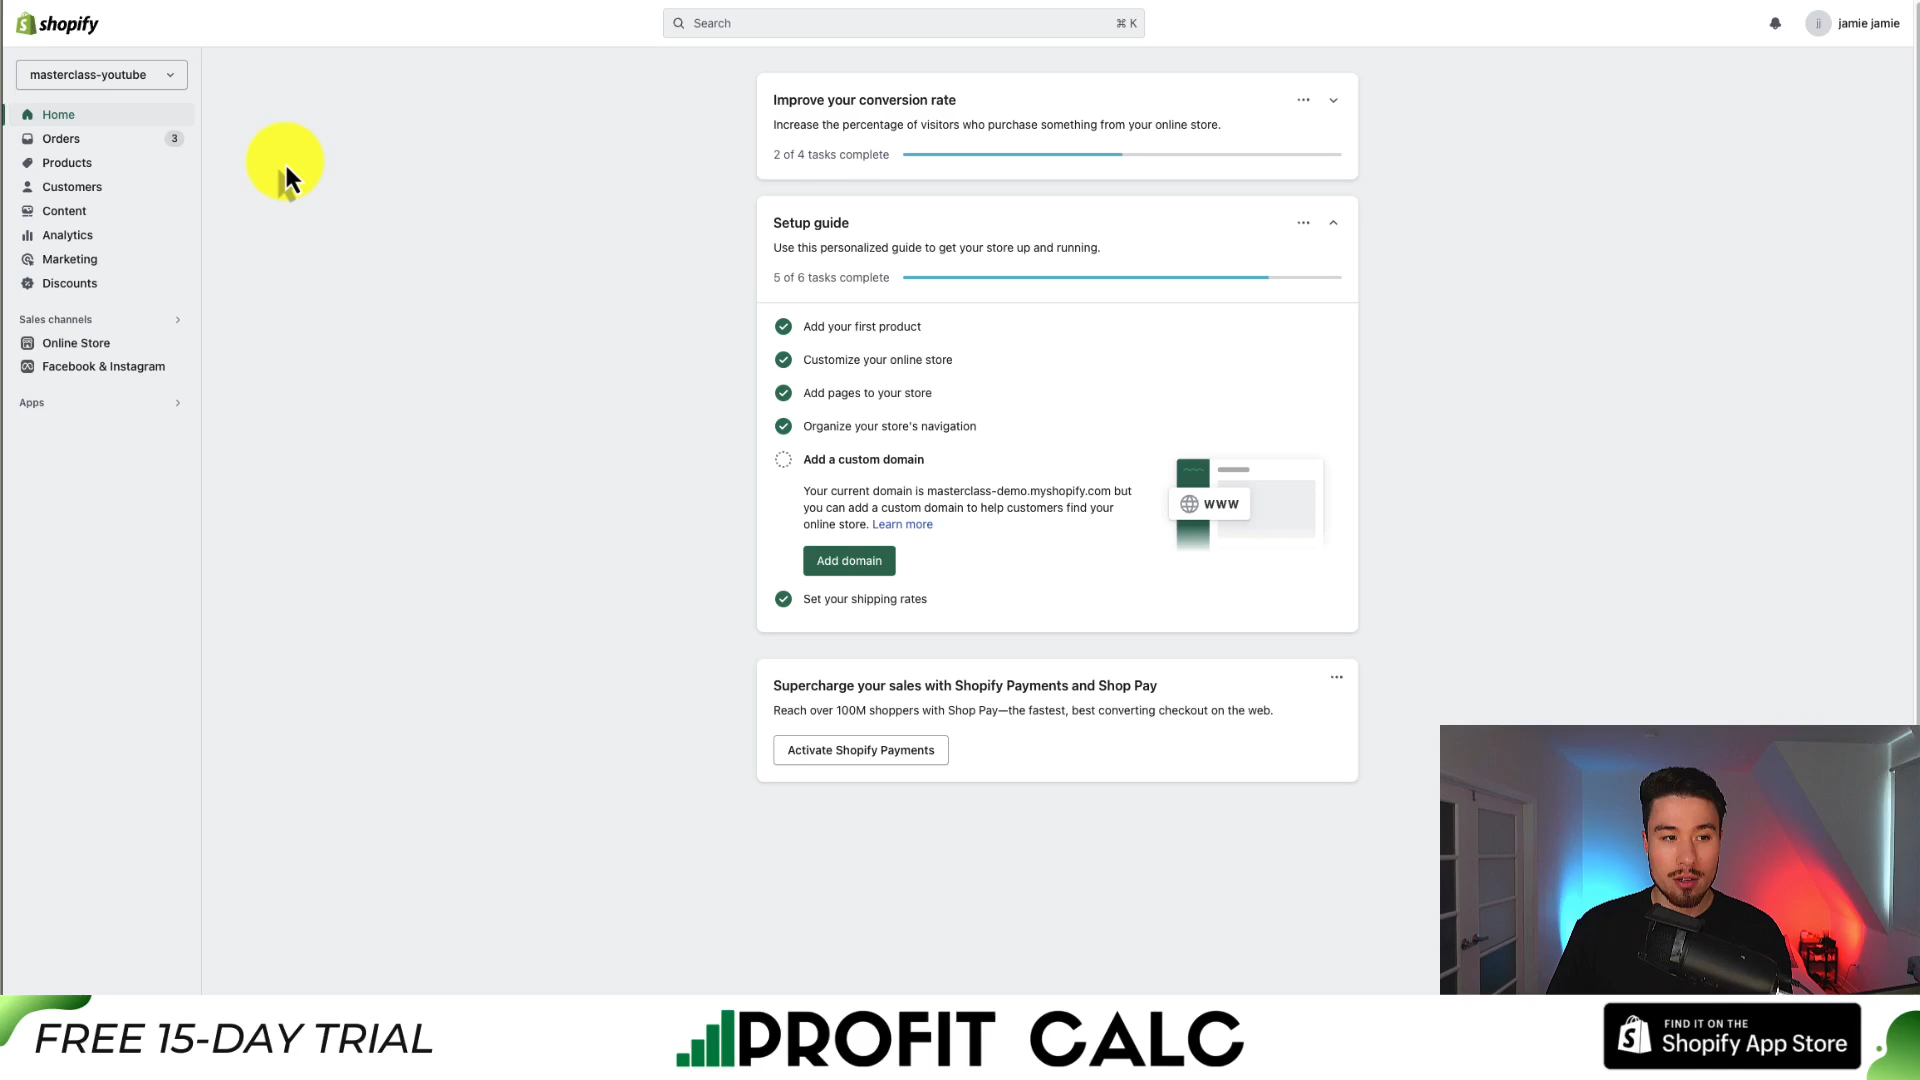 shopify
Search
⌘ K
jj
jamie jamie
masterclass-youtube
Home
Orders
3
Products
Customers
Content
Analytics
Marketing
Discounts
Sales channels
Online Store
Facebook & Instagram
Apps
Improve your conversion rate
Increase the percentage of visitors who purchase something from your online store.
2 of 4 tasks complete
Setup guide
Use this personalized guide to get your store up and running.
5 of 6 tasks complete
Add your first product
Customize your online store
Add pages to your store
Organize your store's navigation
Add a custom domain
Your current domain is masterclass-demo.myshopify.com but
you can add a custom domain to help customers find your
online store. Learn more
WWW
Add domain
Set your shipping rates
Supercharge your sales with Shopify Payments and Shop Pay
Reach over 100M shoppers with Shop Pay—the fastest, best converting checkout on the web.
Activate Shopify Payments
FREE 15-DAY TRIAL
PROFIT CALC
FIND IT ON THE
Shopify App Store